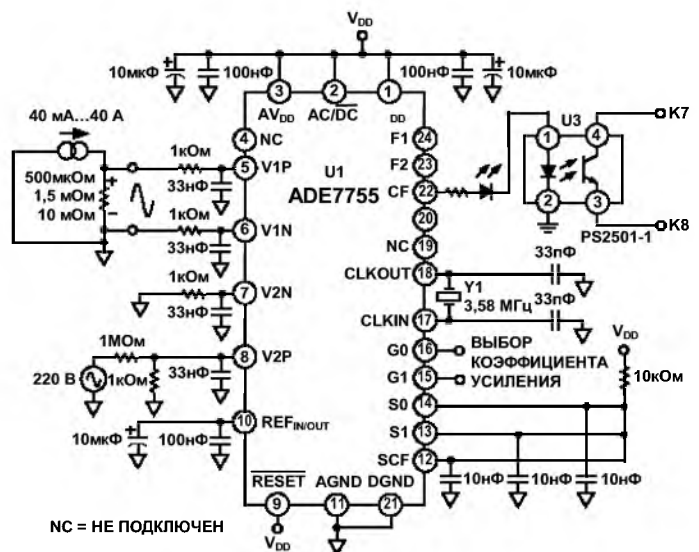 V_DD
10мкФ
100нФ
100нФ
10мкФ
3
2
1
AV_DD
AC/DC
DD
40 мА...40 А
4
NC
F1
24
U1
ADE7755
F2
23
1кОм
5
V1P
33нФ
CF
22
500мкОм
1,5 мОм
10 мОм
+
−
20
1кОм
6
V1N
33нФ
NC
19
CLKOUT
18
33пФ
Y1
3,58 МГц
1кОм
7
V2N
33нФ
33пФ
CLKIN
17
1МОм
8
V2P
220 В
1кОм
33нФ
G0
16
ВЫБОР
КОЭФФИЦИЕНТА
УСИЛЕНИЯ
G1
15
V_DD
10кОм
S0
14
10
REF_IN/OUT
10мкФ
100нФ
S1
13
SCF
12
10нФ
10нФ
10нФ
RESET
AGND
DGND
9
11
21
V_DD
NC = НЕ ПОДКЛЮЧЕН
U3
1
4
2
3
PS2501-1
K7
K8